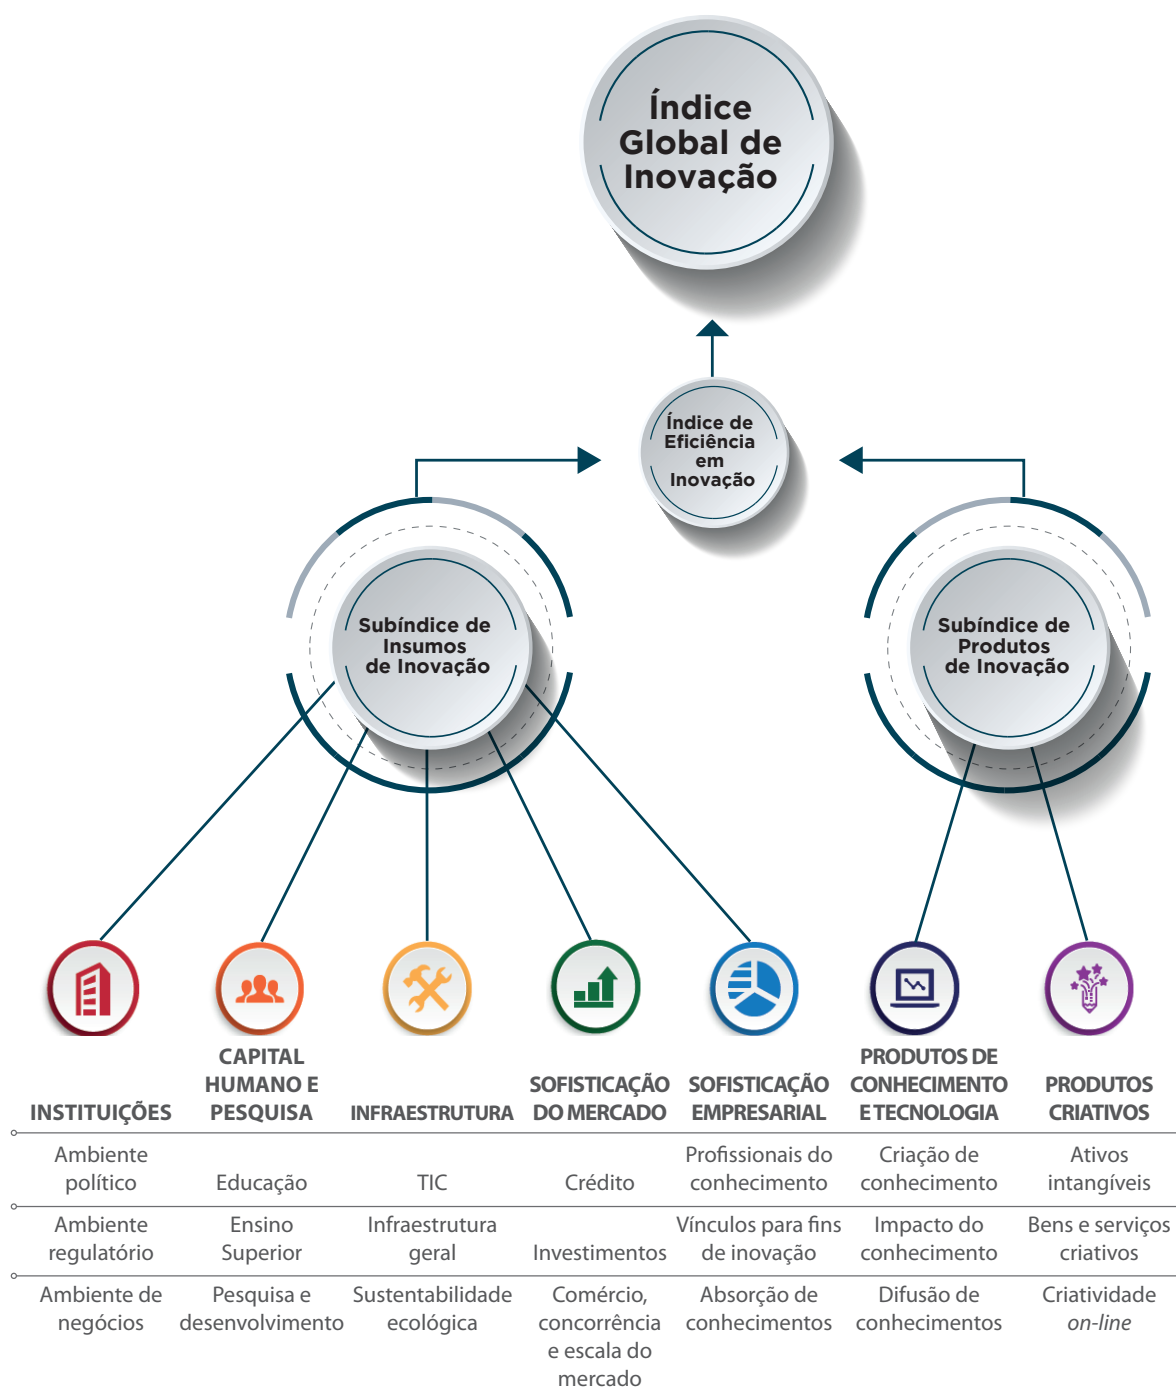 Índice
Global de
Inovação
Índice de
Eficiência
em
Inovação
Subíndice de
Insumos
de Inovação
Subíndice de
Produtos
de Inovação
INSTITUIÇÕES
CAPITAL
HUMANO E
PESQUISA
INFRAESTRUTURA
SOFISTICAÇÃO
DO MERCADO
SOFISTICAÇÃO
EMPRESARIAL
PRODUTOS DE
CONHECIMENTO
E TECNOLOGIA
PRODUTOS
CRIATIVOS
Ambiente
político
Educação
TIC
Crédito
Profissionais do
conhecimento
Criação de
conhecimento
Ativos
intangíveis
Ambiente
regulatório
Ensino
Superior
Infraestrutura
geral
Investimentos
Vínculos para fins
de inovação
Impacto do
conhecimento
Bens e serviços
criativos
Ambiente de
negócios
Pesquisa e
desenvolvimento
Sustentabilidade
ecológica
Comércio,
concorrência
e escala do
mercado
Absorção de
conhecimentos
Difusão de
conhecimentos
Criatividade
on-line